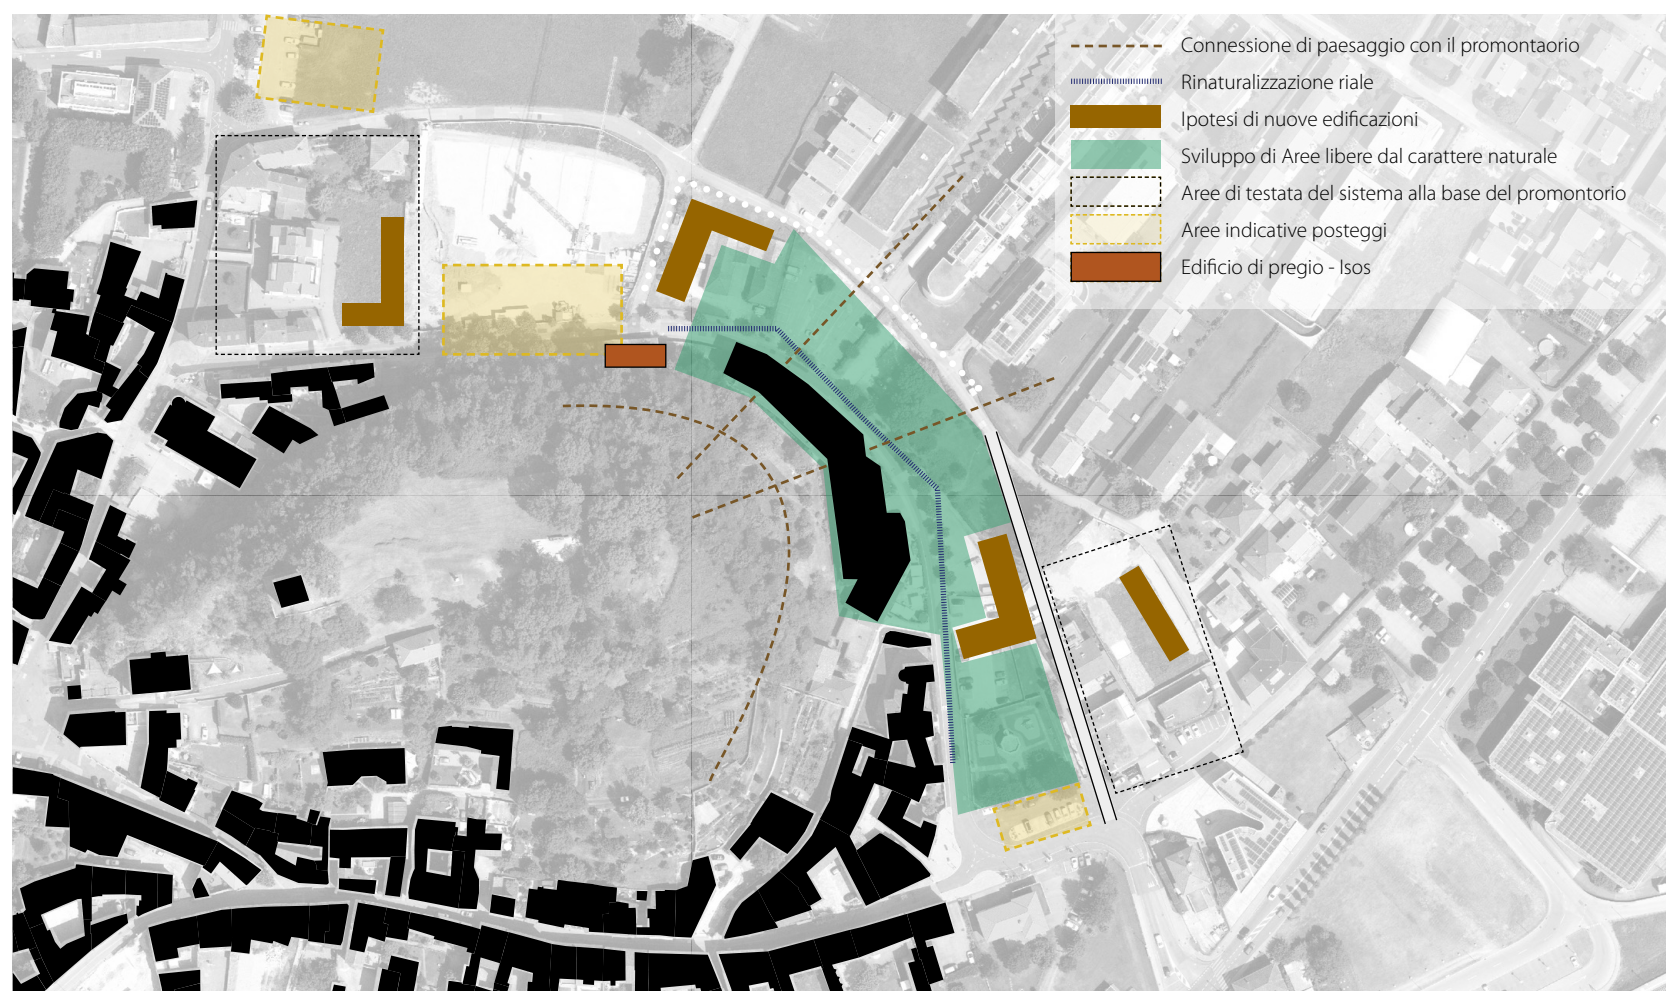 Connessione di paesaggio con il promontaorio
Rinaturalizzazione riale
Ipotesi di nuove edificazioni
Sviluppo di Aree libere dal carattere naturale
Aree di testata del sistema alla base del promontorio
Aree indicative posteggi
Edificio di pregio - Isos